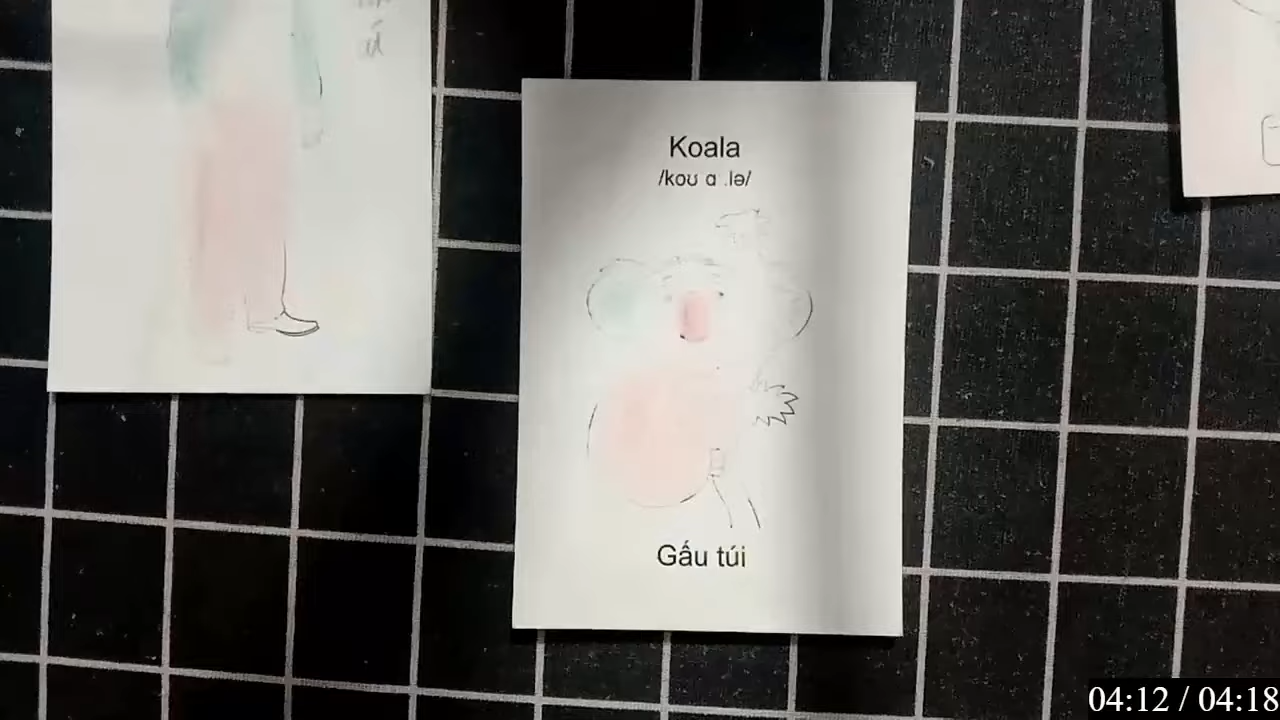 Koala
/koʊ ɑ .lə/
Gấu túi
04:12 / 04:18